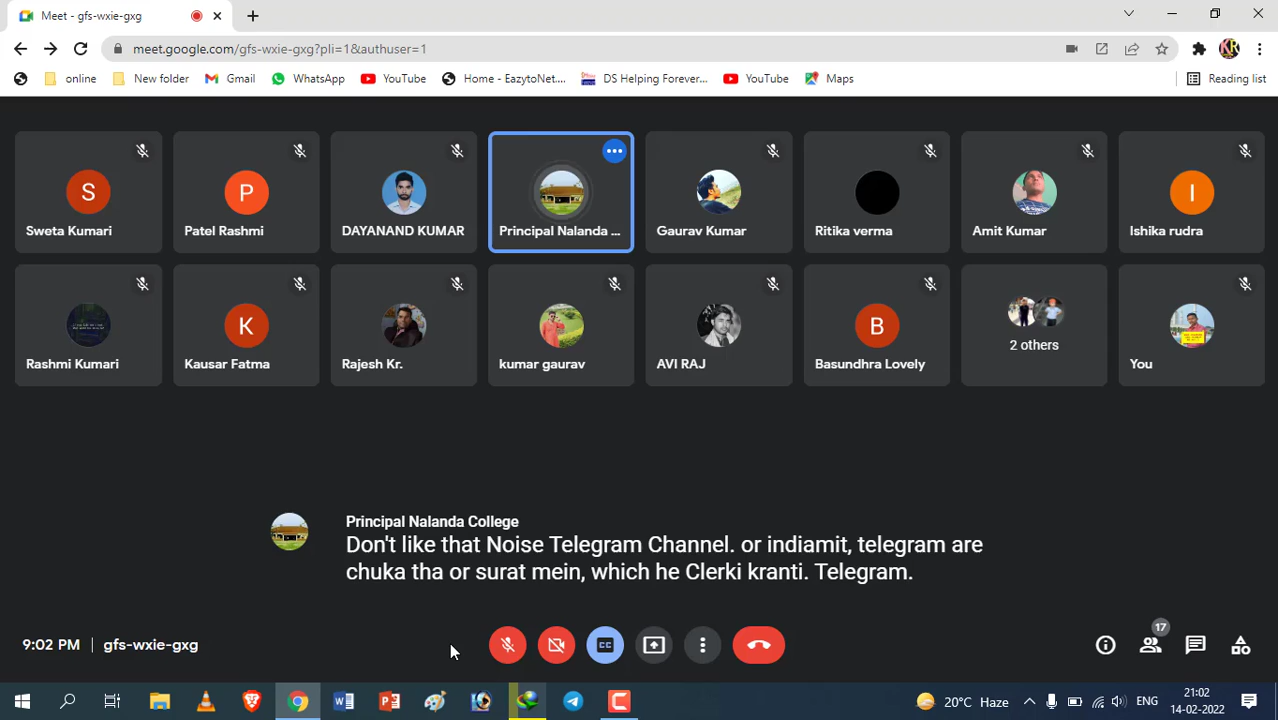 Meet - gfs-wxie-gxg
meet.google.com/gfs-wxie-gxg?pli=1&authuser=1
online New folder Gmail WhatsApp YouTube Home - EazytoNet... DS Helping Forever... YouTube Maps Reading list
KR
S P I
Sweta Kumari Patel Rashmi DAYANAND KUMAR Principal Nalanda ... Gaurav Kumar Ritika verma Amit Kumar Ishika rudra
K B
2 others
Rashmi Kumari Kausar Fatma Rajesh Kr. kumar gaurav AVI RAJ Basundhra Lovely You
Principal Nalanda College
Don't like that Noise Telegram Channel. or indiamit, telegram are
chuka tha or surat mein, which he Clerki kranti. Telegram.
17
9:02 PM gfs-wxie-gxg CC
20°C Haze ENG 21:02
14-02-2022